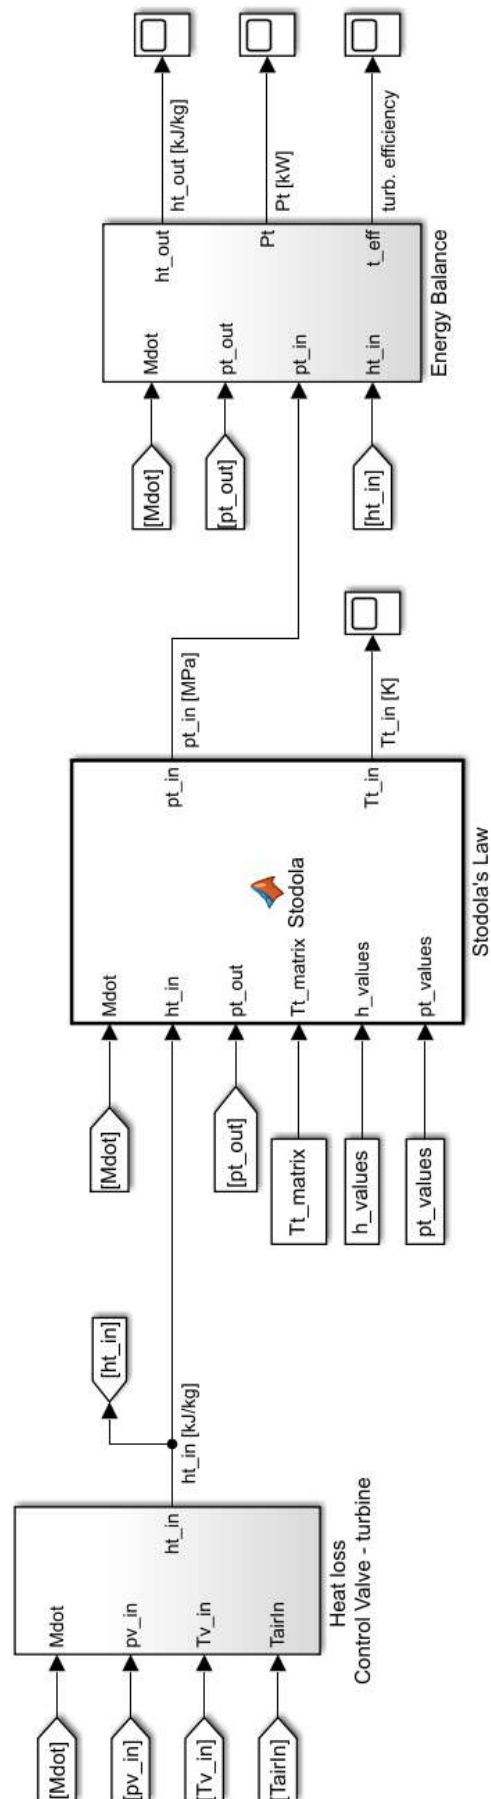 [Mdot]
[pv_in]
[Tv_in]
[TairIn]
Mdot
pv_in
Tv_in
TairIn
ht_in
Heat loss
Control Valve - turbine
ht_in [kJ/kg]
[ht_in]
[Mdot]
[pt_out]
Tt_matrix
h_values
pt_values
Mdot
ht_in
pt_out
Tt_matrix
h_values
pt_values
Stodola
pt_in
Tt_in
Stodola's Law
pt_in [MPa]
Tt_in [K]
[Mdot]
[pt_out]
[ht_in]
Mdot
pt_out
pt_in
ht_in
ht_out
Pt
t_eff
Energy Balance
ht_out [kJ/kg]
Pt [kW]
turb. efficiency